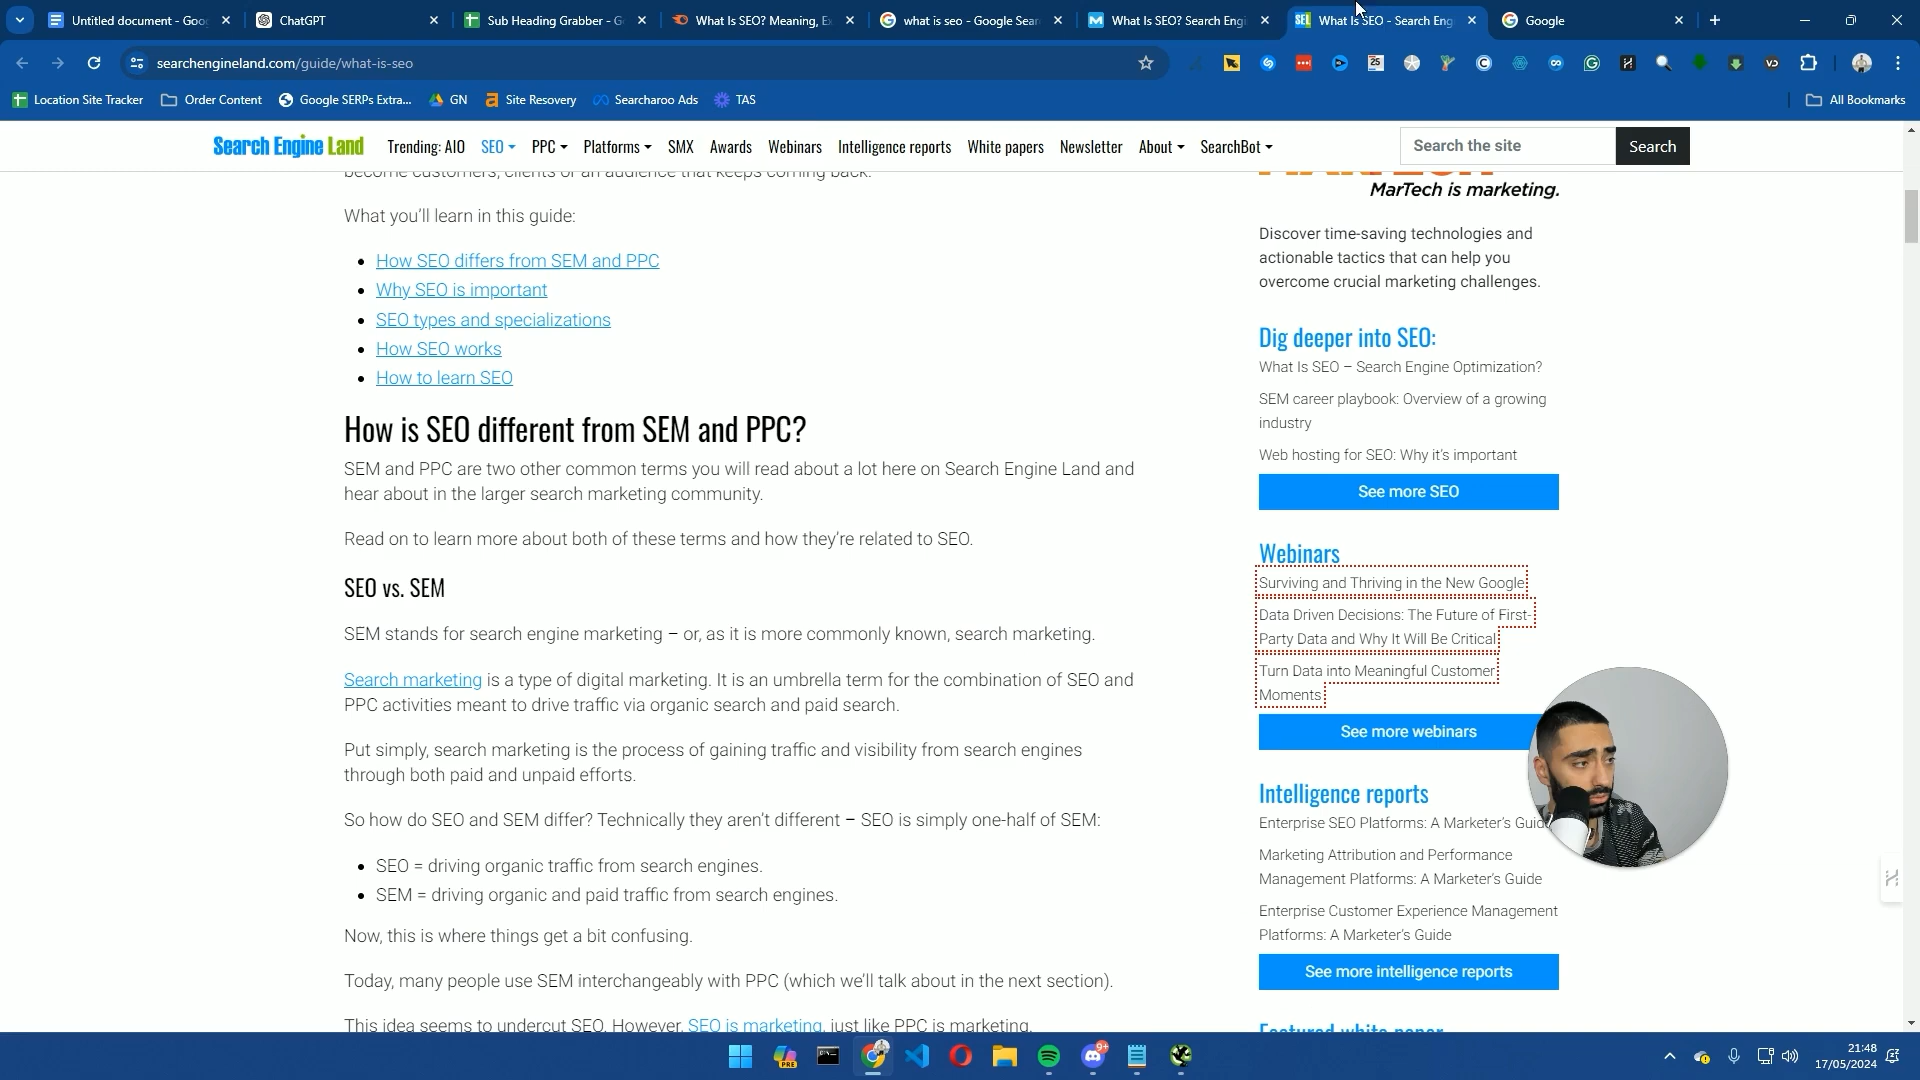 Untitled document - Goo
ChatGPT
Sub Heading Grabber - G
What Is SEO? Meaning, Ex
what is seo - Google Sear
What Is SEO? Search Engi
What Is SEO - Search Eng
Google
searchengineland.com/guide/what-is-seo
Location Site Tracker
Order Content
Google SERPs Extra...
GN
Site Recovery
Searcharoo Ads
TAS
All Bookmarks
Search Engine Land
Trending: AIO
SEO
PPC
Platforms
SMX
Awards
Webinars
Intelligence reports
White papers
Newsletter
About
SearchBot
Search the site
Search
become customers, clients or an audience that keeps coming back.
What you'll learn in this guide:
How SEO differs from SEM and PPC
Why SEO is important
SEO types and specializations
How SEO works
How to learn SEO
How is SEO different from SEM and PPC?
SEM and PPC are two other common terms you will read about a lot here on Search Engine Land and
hear about in the larger search marketing community.
Read on to learn more about both of these terms and how they're related to SEO.
SEO vs. SEM
SEM stands for search engine marketing – or, as it is more commonly known, search marketing.
Search marketing is a type of digital marketing. It is an umbrella term for the combination of SEO and
PPC activities meant to drive traffic via organic search and paid search.
Put simply, search marketing is the process of gaining traffic and visibility from search engines
through both paid and unpaid efforts.
So how do SEO and SEM differ? Technically they aren't different – SEO is simply one-half of SEM:
SEO = driving organic traffic from search engines.
SEM = driving organic and paid traffic from search engines.
Now, this is where things get a bit confusing.
Today, many people use SEM interchangeably with PPC (which we'll talk about in the next section).
This idea seems to undercut SEO. However, SEO is marketing, just like PPC is marketing.
MarTech is marketing.
Discover time-saving technologies and
actionable tactics that can help you
overcome crucial marketing challenges.
Dig deeper into SEO:
What Is SEO – Search Engine Optimization?
SEM career playbook: Overview of a growing
industry
Web hosting for SEO: Why it's important
See more SEO
Webinars
Surviving and Thriving in the New Google
Data Driven Decisions: The Future of First-
Party Data and Why It Will Be Critical
Turn Data into Meaningful Customer
Moments
See more webinars
Intelligence reports
Enterprise SEO Platforms: A Marketer's Guid
Marketing Attribution and Performance
Management Platforms: A Marketer's Guide
Enterprise Customer Experience Management
Platforms: A Marketer's Guide
See more intelligence reports
Featured white paper
21:48
17/05/2024